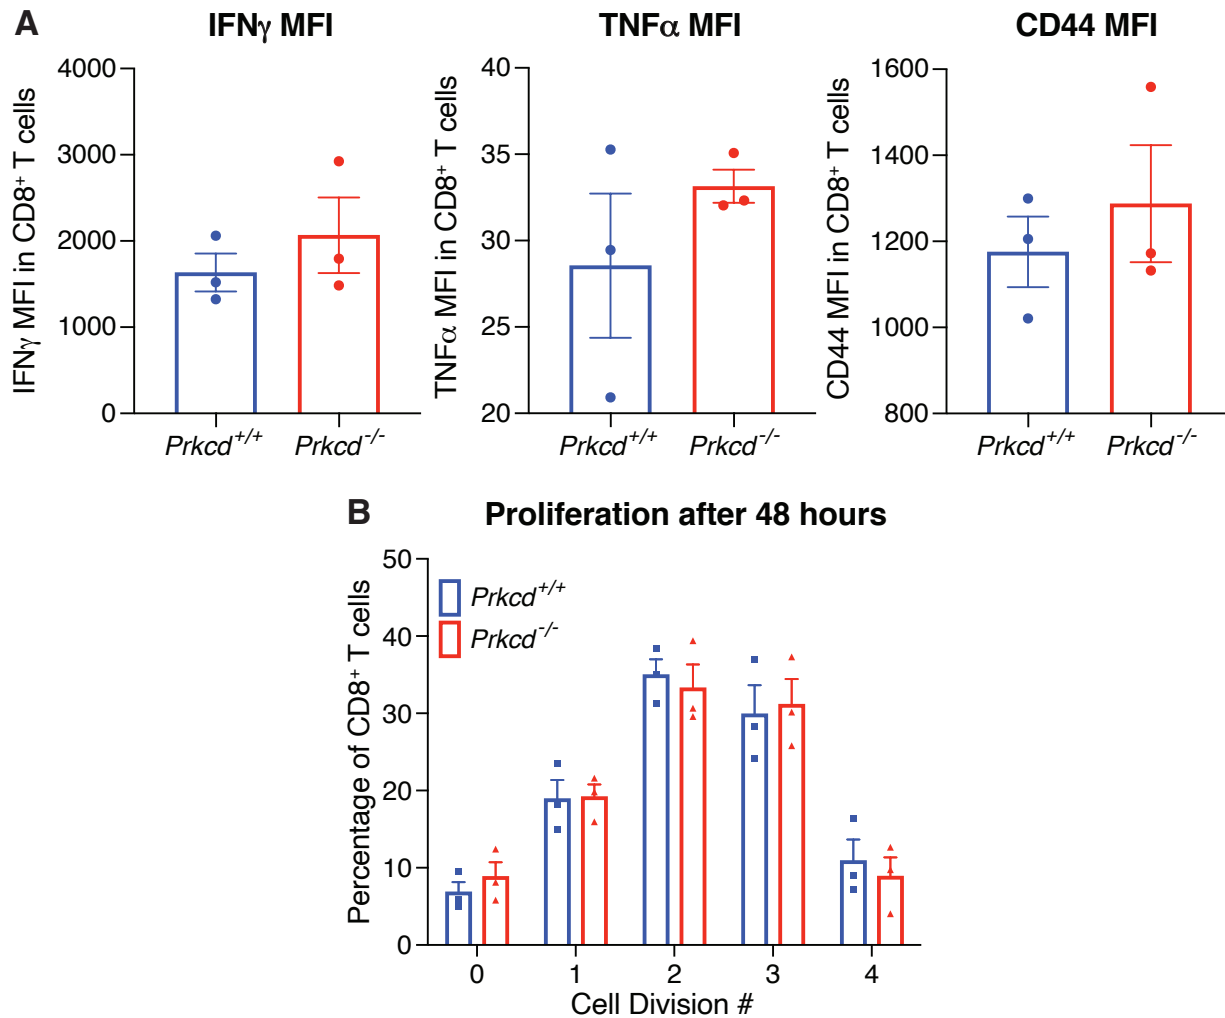 A
IFNγ MFI
TNFα MFI
CD44 MFI
IFNγ MFI in CD8⁺ T cells
4000
3000
2000
1000
0
Prkcd⁺/⁺
Prkcd⁻/⁻
TNFα MFI in CD8⁺ T cells
40
35
30
25
20
Prkcd⁺/⁺
Prkcd⁻/⁻
CD44 MFI in CD8⁺ T cells
1600
1400
1200
1000
800
Prkcd⁺/⁺
Prkcd⁻/⁻
B
Proliferation after 48 hours
Percentage of CD8⁺ T cells
50
40
30
20
10
0
Prkcd⁺/⁺
Prkcd⁻/⁻
0 1 2 3 4
Cell Division #